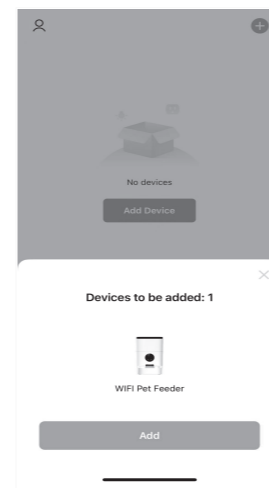 No devices
Add Device
Devices to be added: 1
WIFI Pet Feeder
Add